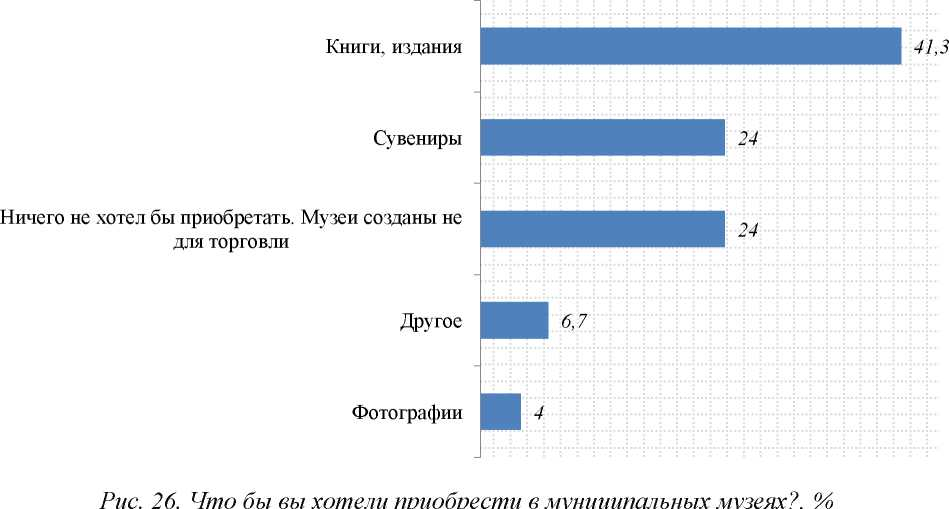 Книги, издания 41,3
Сувениры 24
Ничего не хотел бы приобретать. Музеи созданы не
для торговли 24
Другое 6,7
Фотографии 4
Рис. 26. Что бы вы хотели приобрести в муниципальных музеях?, %